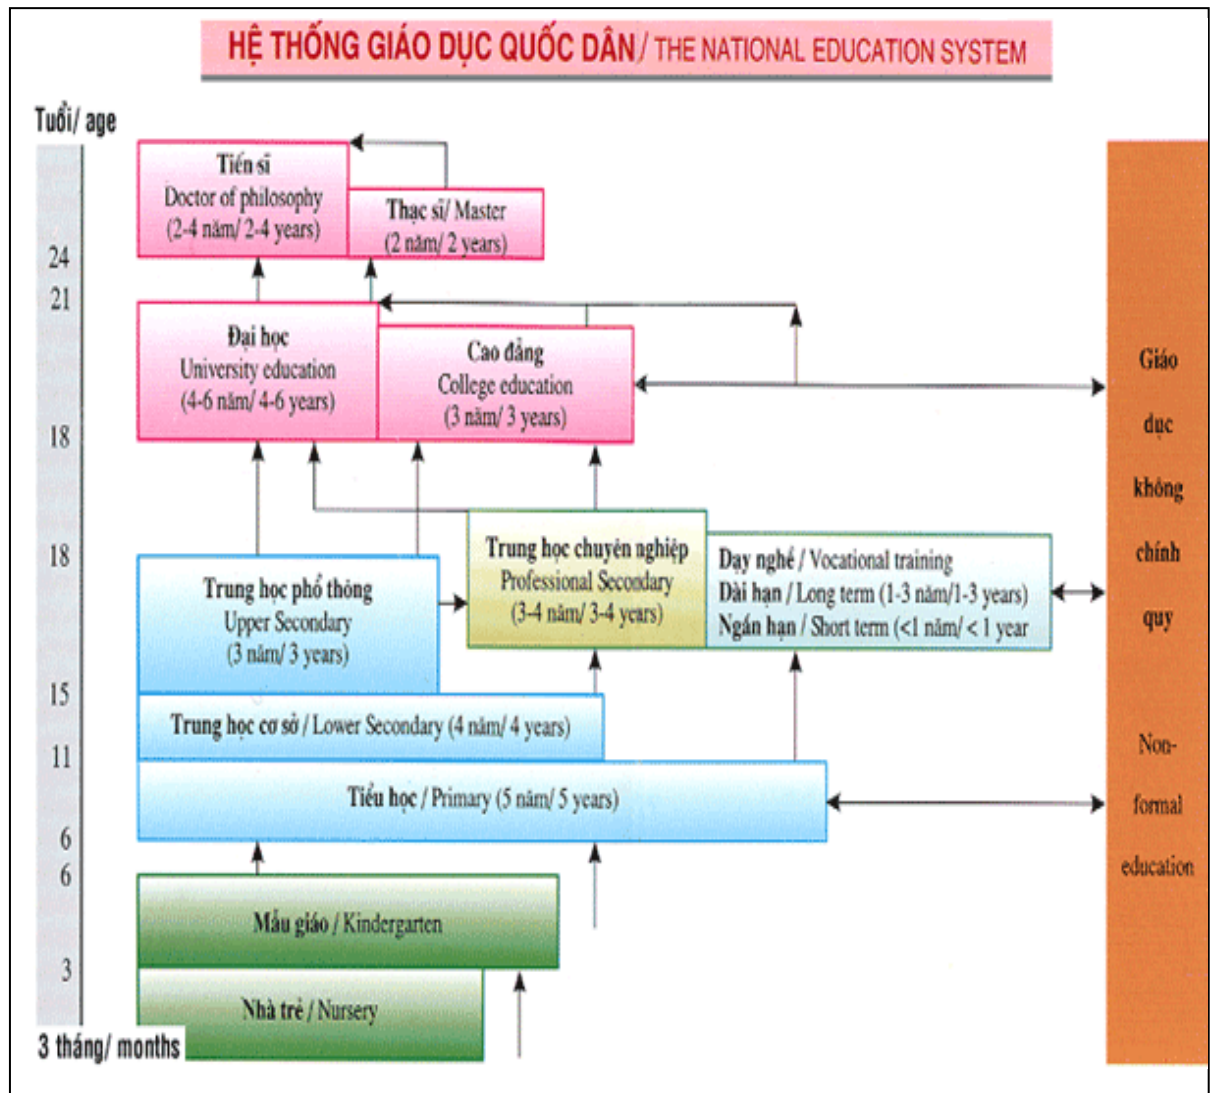 HỆ THỐNG GIÁO DỤC QUỐC DÂN/ THE NATIONAL EDUCATION SYSTEM
Tuổi/ age
Tiến sĩ
Doctor of philosophy
(2-4 năm/ 2-4 years)
Thạc sĩ/ Master
(2 năm/ 2 years)
24
21
Đại học
University education
(4-6 năm/ 4-6 years)
Cao đẳng
College education
(3 năm/ 3 years)
18
18
Trung học phổ thông
Upper Secondary
(3 năm/ 3 years)
Trung học chuyên nghiệp
Professional Secondary
(3-4 năm/ 3-4 years)
Dạy nghề / Vocational training
Dài hạn / Long term (1-3 năm/1-3 years)
Ngắn hạn / Short term (<1 năm/ < 1 year
15
Trung học cơ sở / Lower Secondary (4 năm/ 4 years)
11
Tiểu học / Primary (5 năm/ 5 years)
6
6
Mẫu giáo / Kindergarten
3
Nhà trẻ / Nursery
3 tháng/ months
Giáo
dục
không
chính
quy
Non-
formal
education